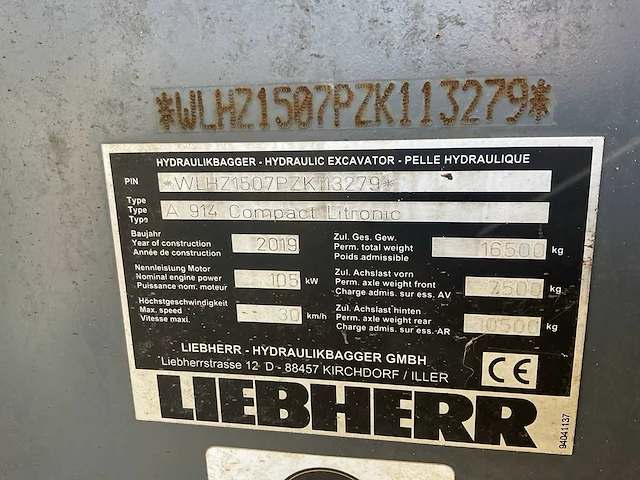 *WLHZ1507PZK113279*
HYDRAULIKBAGGER - HYDRAULIC EXCAVATOR - PELLE HYDRAULIQUE
PIN *WLHZ1507PZK113279*
Type
Type A 914 Compact Litronic
Type
Baujahr
Year of construction 2019
Année de construction
Zul. Ges. Gew.
Perm. total weight 16500 kg
Poids admissible
Nennleistung Motor
Nominal engine power 105 kW
Puissance nom. moteur
Zul. Achslast vorn
Perm. axle weight front 7500 kg
Charge admis. sur ess. AV
Höchstgeschwindigkeit
Max. speed 30 km/h
Vitesse maxi.
Zul. Achslast hinten
Perm. axle weight rear 10500 kg
Charge admis. sur ess. AR
LIEBHERR - HYDRAULIKBAGGER GMBH
Liebherrstrasse 12 D - 88457 KIRCHDORF / ILLER
CE
LIEBHERR
94041137